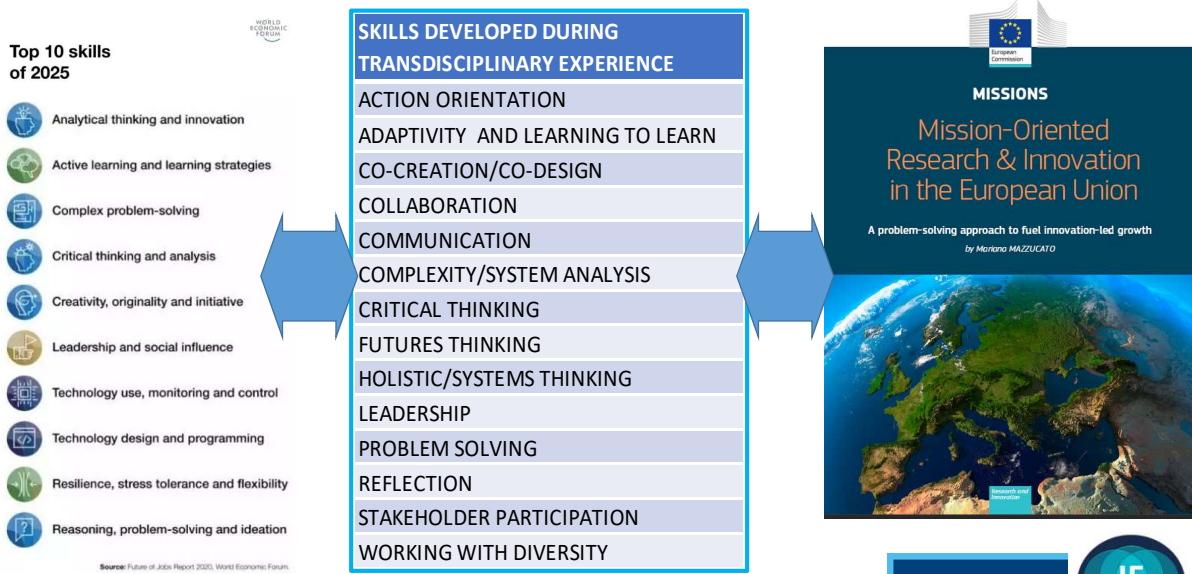 WORLD
ECONOMIC
FORUM
Top 10 skills
of 2025
Analytical thinking and innovation
Active learning and learning strategies
Complex problem-solving
Critical thinking and analysis
Creativity, originality and initiative
Leadership and social influence
Technology use, monitoring and control
Technology design and programming
Resilience, stress tolerance and flexibility
Reasoning, problem-solving and ideation
Source: Future of Jobs Report 2020, World Economic Forum.
SKILLS DEVELOPED DURING
TRANSDISCIPLINARY EXPERIENCE
ACTION ORIENTATION
ADAPTIVITY AND LEARNING TO LEARN
CO-CREATION/CO-DESIGN
COLLABORATION
COMMUNICATION
COMPLEXITY/SYSTEM ANALYSIS
CRITICAL THINKING
FUTURES THINKING
HOLISTIC/SYSTEMS THINKING
LEADERSHIP
PROBLEM SOLVING
REFLECTION
STAKEHOLDER PARTICIPATION
WORKING WITH DIVERSITY
European
Commission
MISSIONS
Mission-Oriented
Research & Innovation
in the European Union
A problem-solving approach to fuel innovation-led growth
by Mariana MAZZUCATO
Research and
Innovation